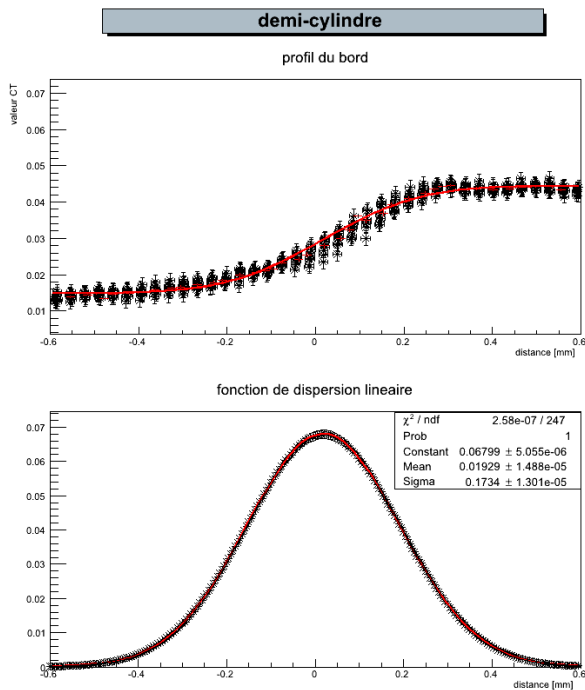 demi-cylindre
profil du bord
valeur CT
0.07
0.06
0.05
0.04
0.03
0.02
0.01
-0.6 -0.4 -0.2 0 0.2 0.4 0.6
distance [mm]
fonction de dispersion lineaire
χ² / ndf 2.58e-07 / 247
Prob 1
Constant 0.06799 ± 5.055e-06
Mean 0.01929 ± 1.488e-05
Sigma 0.1734 ± 1.301e-05
0.07
0.06
0.05
0.04
0.03
0.02
0.01
0
-0.6 -0.4 -0.2 0 0.2 0.4 0.6
distance [mm]